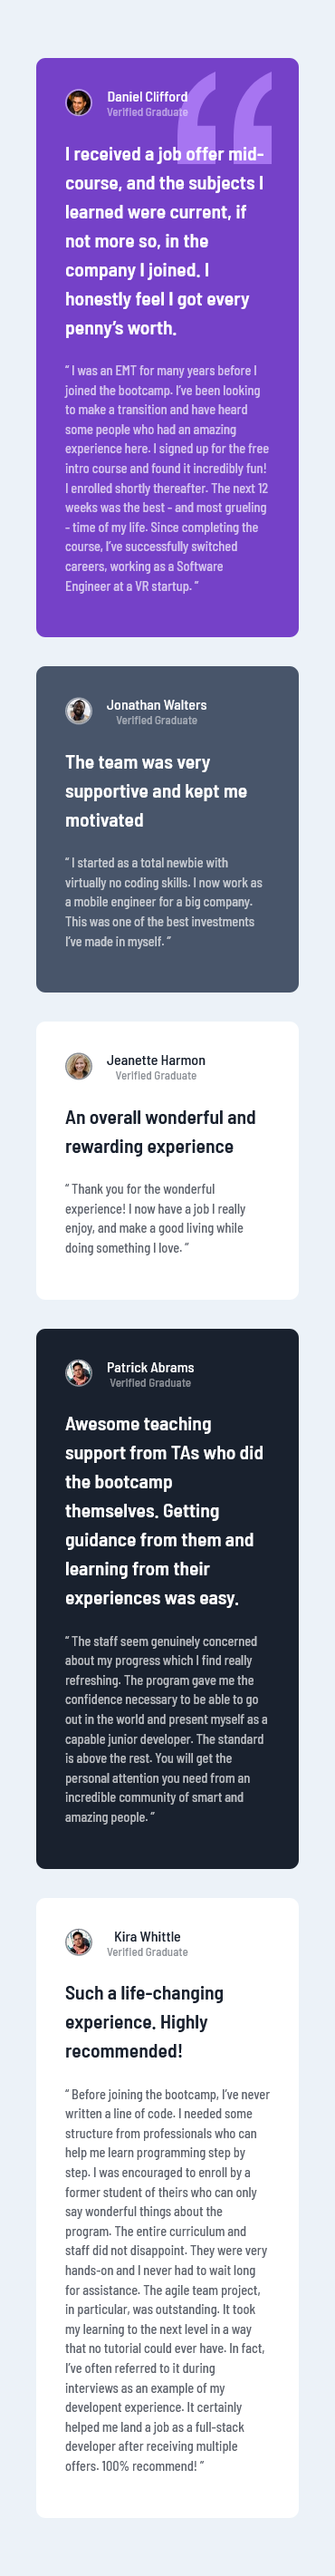 Daniel Clifford
Verified Graduate
I received a job offer mid-
course, and the subjects I
learned were current, if
not more so, in the
company I joined. I
honestly feel I got every
penny’s worth.
“ I was an EMT for many years before I
joined the bootcamp. I’ve been looking
to make a transition and have heard
some people who had an amazing
experience here. I signed up for the free
intro course and found it incredibly fun!
I enrolled shortly thereafter. The next 12
weeks was the best - and most grueling
- time of my life. Since completing the
course, I’ve successfully switched
careers, working as a Software
Engineer at a VR startup. ”
Jonathan Walters
Verified Graduate
The team was very
supportive and kept me
motivated
“ I started as a total newbie with
virtually no coding skills. I now work as
a mobile engineer for a big company.
This was one of the best investments
I’ve made in myself. ”
Jeanette Harmon
Verified Graduate
An overall wonderful and
rewarding experience
“ Thank you for the wonderful
experience! I now have a job I really
enjoy, and make a good living while
doing something I love. ”
Patrick Abrams
Verified Graduate
Awesome teaching
support from TAs who did
the bootcamp
themselves. Getting
guidance from them and
learning from their
experiences was easy.
“ The staff seem genuinely concerned
about my progress which I find really
refreshing. The program gave me the
confidence necessary to be able to go
out in the world and present myself as a
capable junior developer. The standard
is above the rest. You will get the
personal attention you need from an
incredible community of smart and
amazing people. ”
Kira Whittle
Verified Graduate
Such a life-changing
experience. Highly
recommended!
“ Before joining the bootcamp, I’ve never
written a line of code. I needed some
structure from professionals who can
help me learn programming step by
step. I was encouraged to enroll by a
former student of theirs who can only
say wonderful things about the
program. The entire curriculum and
staff did not disappoint. They were very
hands-on and I never had to wait long
for assistance. The agile team project,
in particular, was outstanding. It took
my learning to the next level in a way
that no tutorial could ever have. In fact,
I’ve often referred to it during
interviews as an example of my
developent experience. It certainly
helped me land a job as a full-stack
developer after receiving multiple
offers. 100% recommend! ”